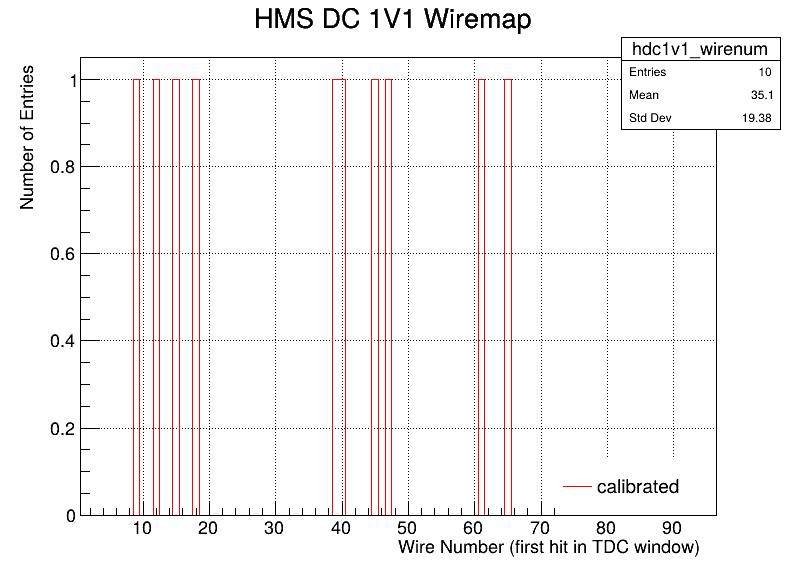 HMS DC 1V1 Wiremap
hdc1v1_wirenum
Entries 10
Mean 35.1
Std Dev 19.38
Number of Entries
1
0.8
0.6
0.4
0.2
0
10 20 30 40 50 60 70 80 90
Wire Number (first hit in TDC window)
calibrated